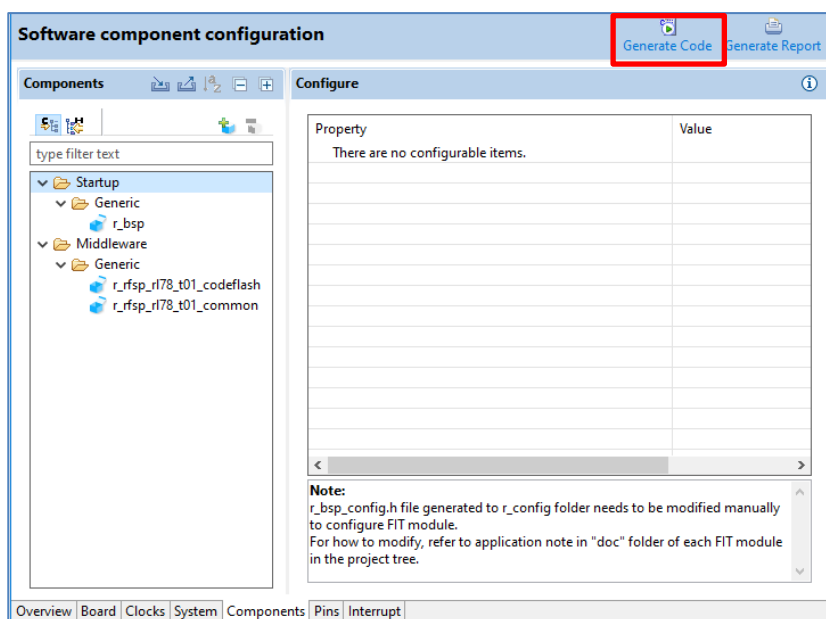 Software component configuration
Generate Code
Generate Report
Components
Configure
type filter text
Startup
Generic
r_bsp
Middleware
Generic
r_rfsp_rl78_t01_codeflash
r_rfsp_rl78_t01_common
Property Value
There are no configurable items.
Note:
r_bsp_config.h file generated to r_config folder needs to be modified manually
to configure FIT module.
For how to modify, refer to application note in "doc" folder of each FIT module
in the project tree.
Overview Board Clocks System Components Pins Interrupt